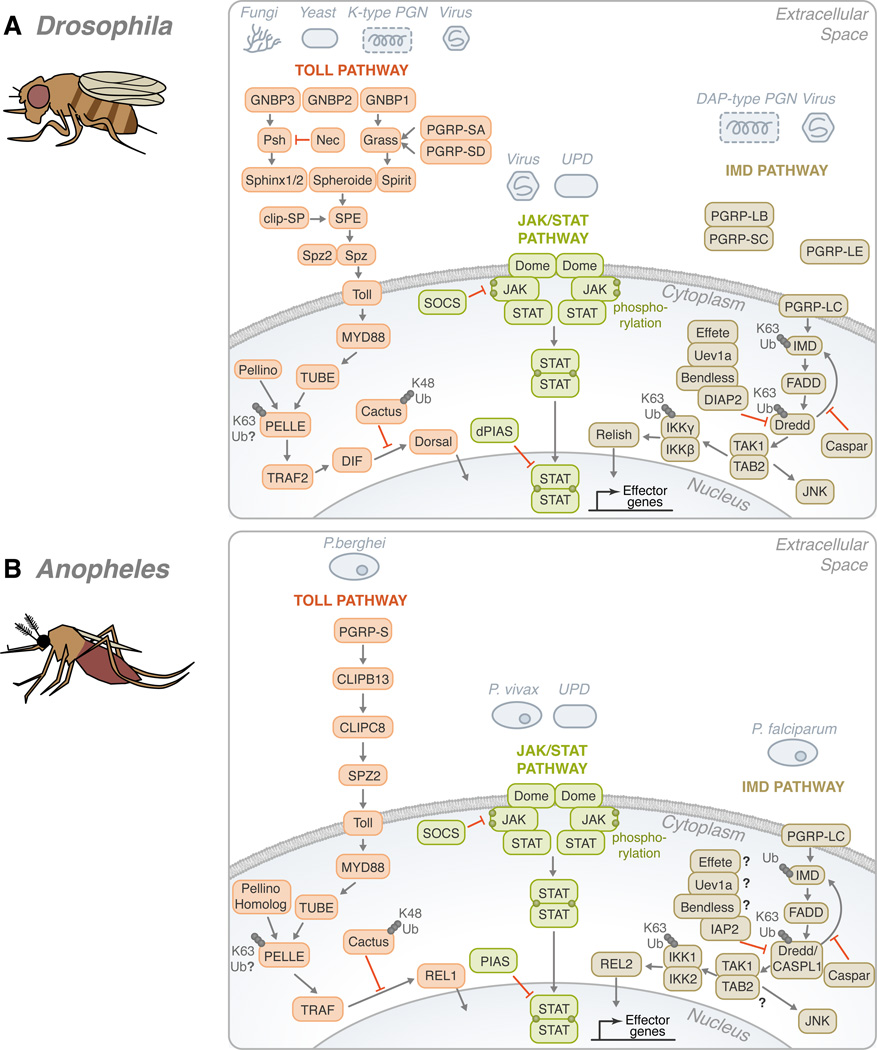 A Drosophila
Fungi
Yeast
K-type PGN
Virus
Extracellular
Space
TOLL PATHWAY
GNBP3
GNBP2
GNBP1
Psh
Nec
Grass
PGRP-SA
PGRP-SD
Sphinx1/2
Spheroide
Spirit
clip-SP
SPE
Spz2
Spz
Toll
MYD88
TUBE
Pellino
K63
Ub?
PELLE
TRAF2
DIF
Cactus
K48
Ub
Dorsal
Virus
UPD
JAK/STAT
PATHWAY
Dome
Dome
SOCS
JAK
JAK
STAT
STAT
phospho-
rylation
STAT
STAT
dPIAS
STAT
STAT
DAP-type PGN
Virus
IMD PATHWAY
PGRP-LB
PGRP-SC
PGRP-LE
Cytoplasm
PGRP-LC
K63
Ub
IMD
FADD
K63
Ub
Dredd
Caspar
Effete
Uev1a
Bendless
DIAP2
TAK1
TAB2
JNK
K63
Ub
IKKγ
IKKβ
Relish
Effector
genes
Nucleus
B Anopheles
P.berghei
Extracellular
Space
TOLL PATHWAY
PGRP-S
CLIPB13
CLIPC8
SPZ2
Toll
MYD88
TUBE
Pellino
Homolog
K63
Ub?
PELLE
TRAF
Cactus
K48
Ub
REL1
P. vivax
UPD
JAK/STAT
PATHWAY
Dome
Dome
SOCS
JAK
JAK
STAT
STAT
phospho-
rylation
STAT
STAT
PIAS
STAT
STAT
P. falciparum
IMD PATHWAY
Cytoplasm
PGRP-LC
Ub
IMD
FADD
K63
Ub
Dredd/
CASPL1
Caspar
Effete ?
Uev1a ?
Bendless ?
IAP2
TAK1
TAB2
?
JNK
K63
Ub
IKK1
IKK2
REL2
Effector
genes
Nucleus